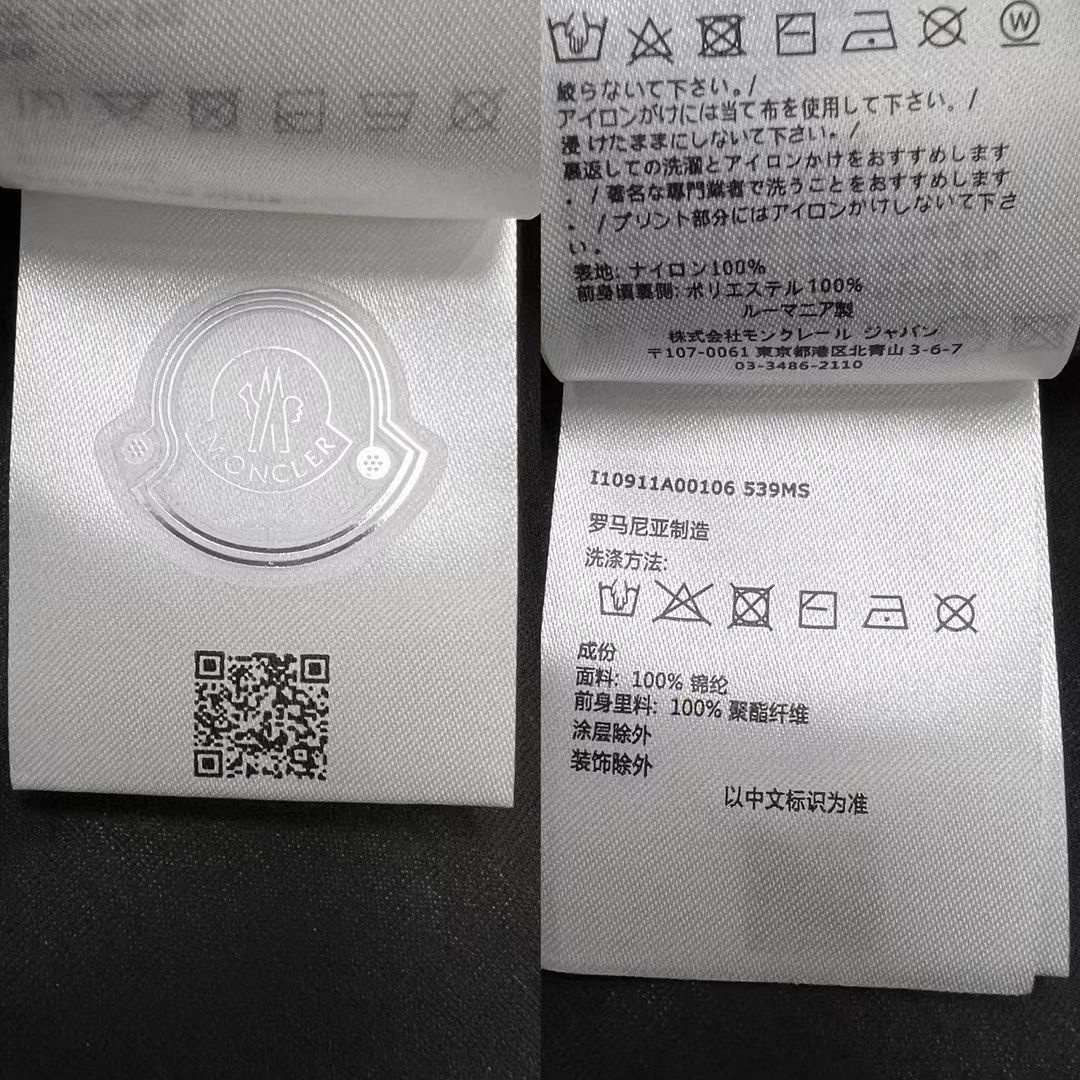 MONCLER
W
絞らないて下さい。/
アイロンがけには当て布を使用して下さい。/
浸けたままにしないて下さい。/
裏返しての洗濯とアイロンかけをおすすめします
。/著名な専門業者で洗うことをおすすめします
。/プリント部分にはアイロンかけしないて下さ
い。
表地: ナイロン100%
前身頃裏側: ポリエステル100%
ルーマニア製
株式会社モンクレール ジャパン
〒107-0061 東京都港区北青山 3-6-7
03-3486-2110
I10911A00106 539MS
罗马尼亚制造
洗涤方法:
成份
面料: 100% 锦纶
前身里料: 100% 聚酯纤维
涂层除外
装饰除外
以中文标识为准